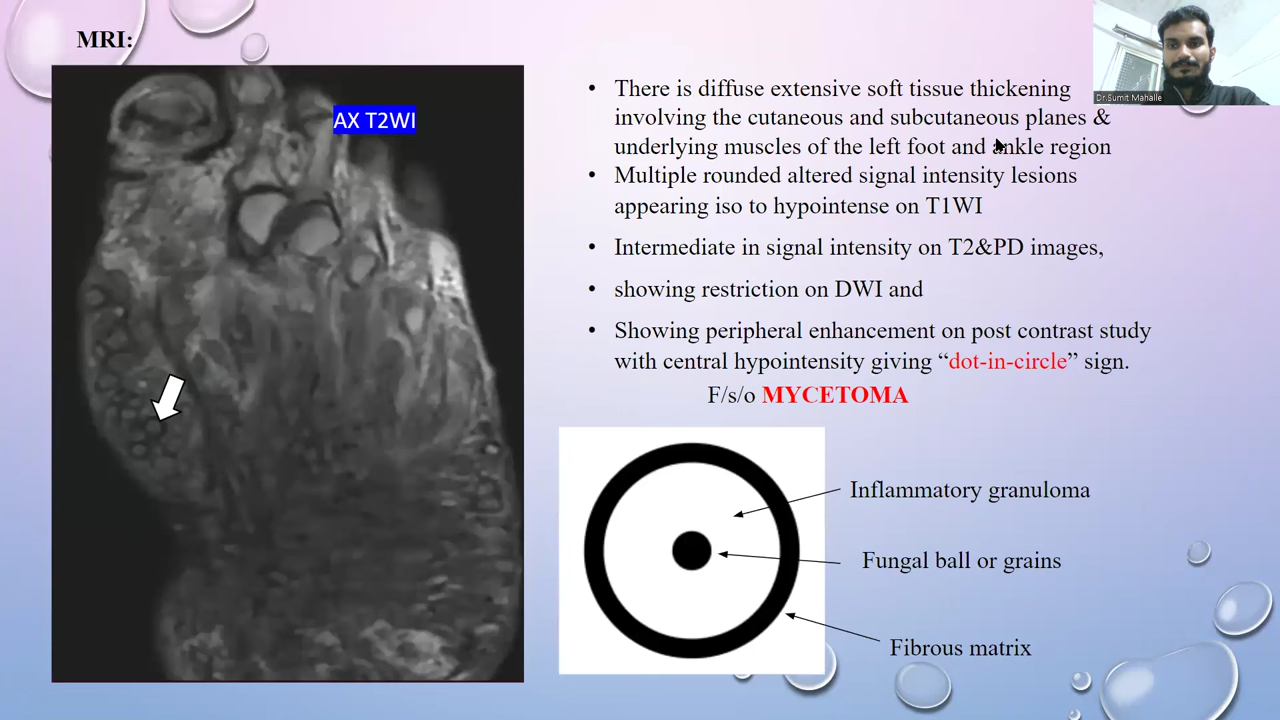 MRI:
AX T2WI
Dr.Sumit Mahalle
• There is diffuse extensive soft tissue thickening
involving the cutaneous and subcutaneous planes &
underlying muscles of the left foot and ankle region
• Multiple rounded altered signal intensity lesions
appearing iso to hypointense on T1WI
• Intermediate in signal intensity on T2&PD images,
• showing restriction on DWI and
• Showing peripheral enhancement on post contrast study
with central hypointensity giving “dot-in-circle” sign.
F/s/o MYCETOMA
Inflammatory granuloma
Fungal ball or grains
Fibrous matrix